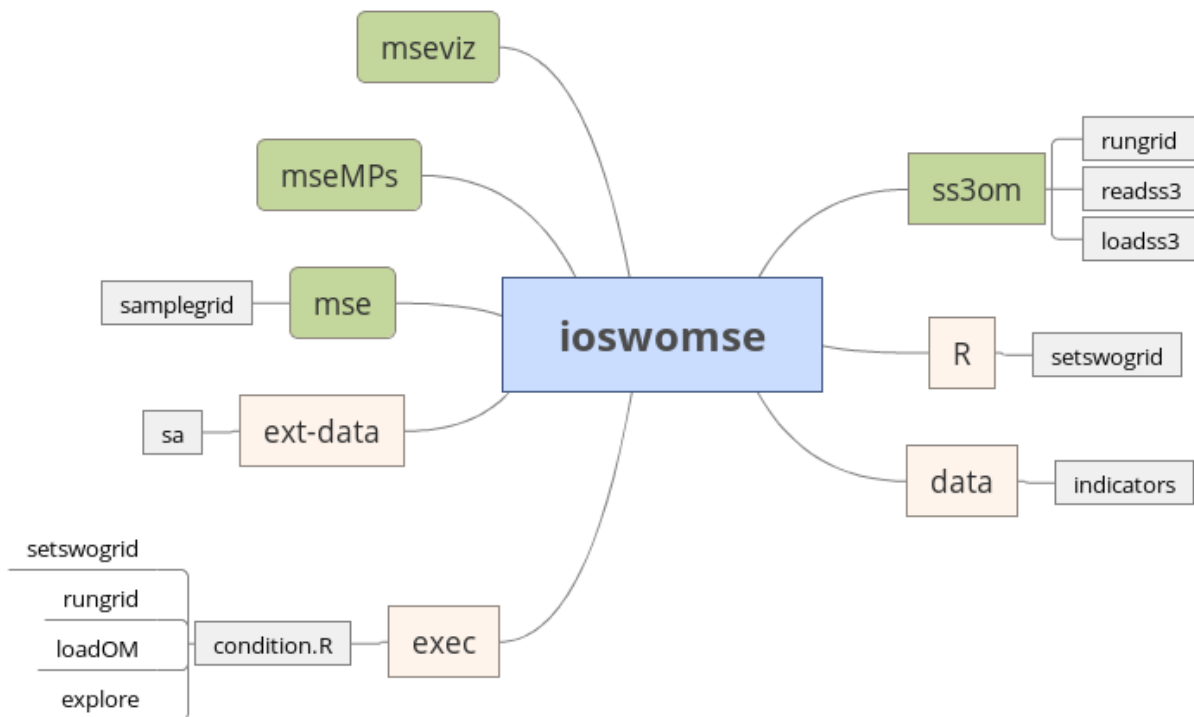 mseviz
mseMPs
mse
samplegrid
ext-data
sa
exec
condition.R
setswogrid
rungrid
loadOM
explore
ioswomse
ss3om
rungrid
readss3
loadss3
R
setswogrid
data
indicators